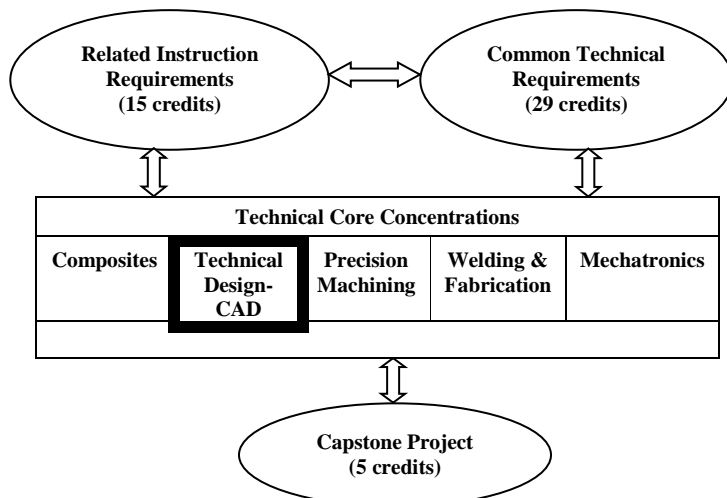 Related Instruction
Requirements
(15 credits)
Common Technical
Requirements
(29 credits)
Technical Core Concentrations
Composites
Technical
Design-
CAD
Precision
Machining
Welding &
Fabrication
Mechatronics
Capstone Project
(5 credits)